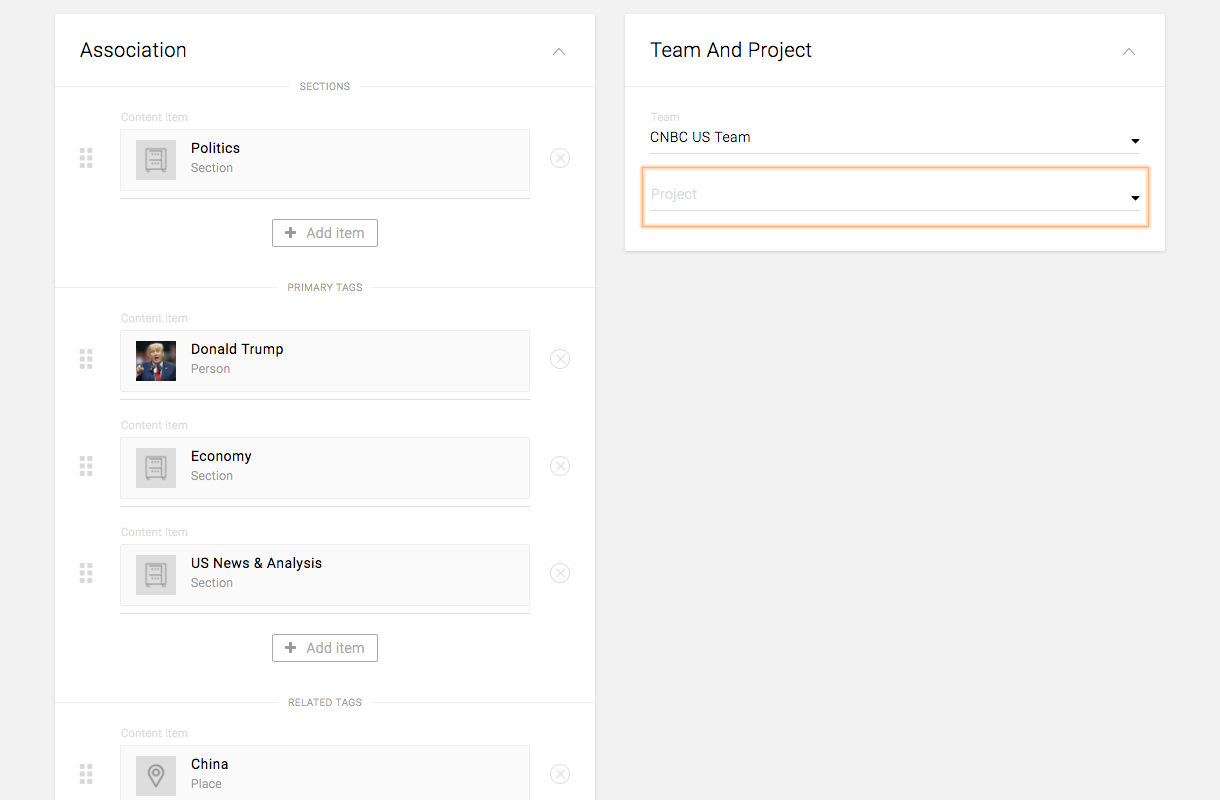 Association
SECTIONS
Content item
Politics
Section
Add item
PRIMARY TAGS
Content item
Donald Trump
Person
Content item
Economy
Section
Content item
US News & Analysis
Section
Add item
RELATED TAGS
Content item
China
Place
Team And Project
Team
CNBC US Team
Project